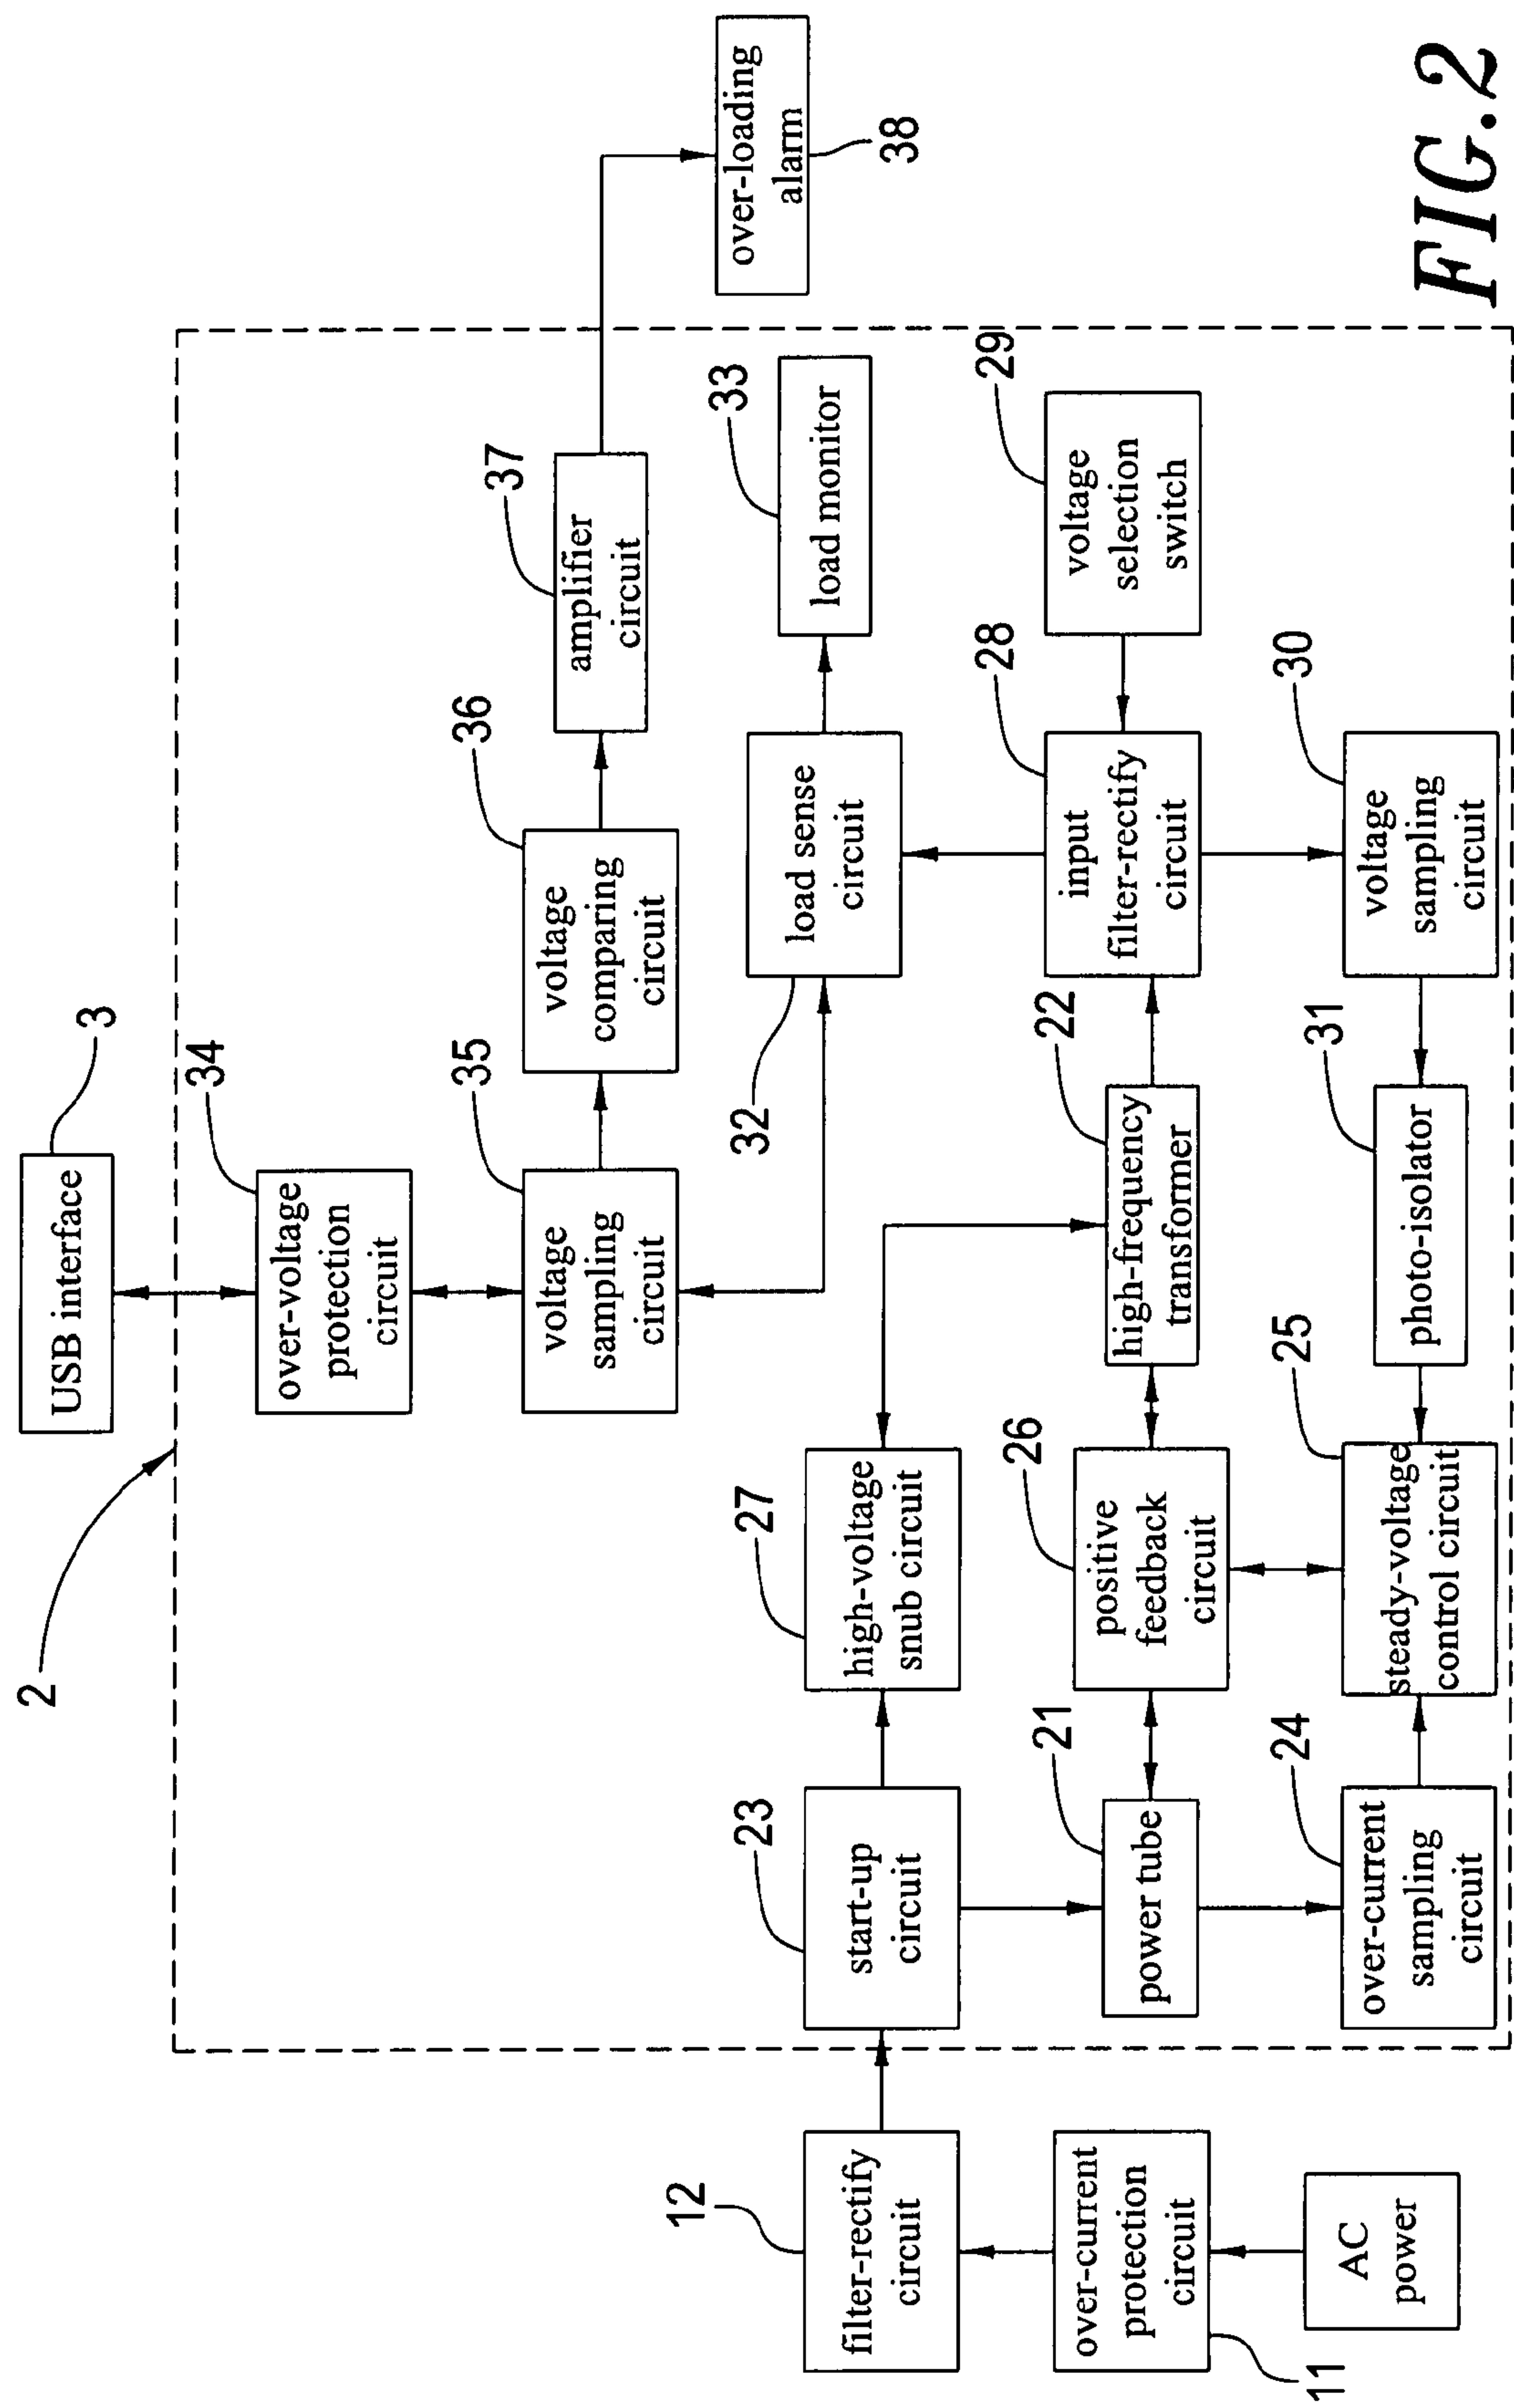 USB interface
3
2
34
over-voltage
protection
circuit
35
voltage
sampling
circuit
36
voltage
comparing
circuit
37
amplifier
circuit
over-loading
alarm
38
12
filter-rectify
circuit
23
start-up
circuit
27
high-voltage
snub circuit
32
load sense
circuit
33
load monitor
11
over-current
protection
circuit
21
power tube
26
positive
feedback
circuit
22
high-frequency
transformer
28
input
filter-rectify
circuit
29
voltage
selection
switch
AC
power
24
over-current
sampling
circuit
25
steady-voltage
control circuit
31
photo-isolator
30
voltage
sampling
circuit
FIG.2